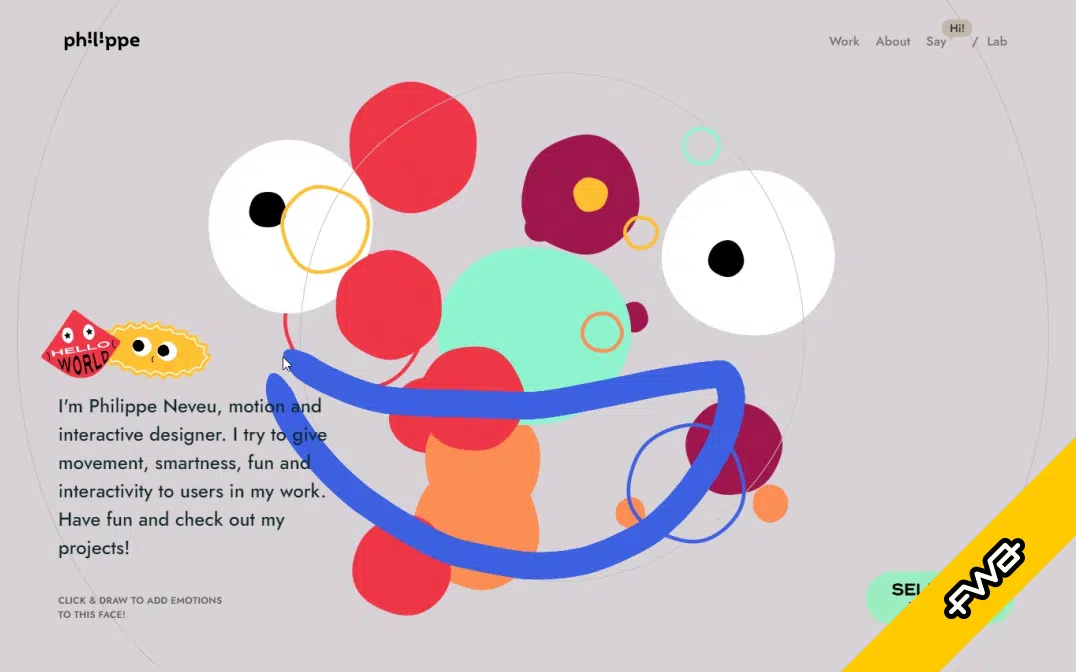 philippe
Work About Say Hi! / Lab
HELLO
WORLD
I'm Philippe Neveu, motion and
interactive designer. I try to give
movement, smartness, fun and
interactivity to users in my work.
Have fun and check out my
projects!
CLICK & DRAW TO ADD EMOTIONS
TO THIS FACE!
fwa